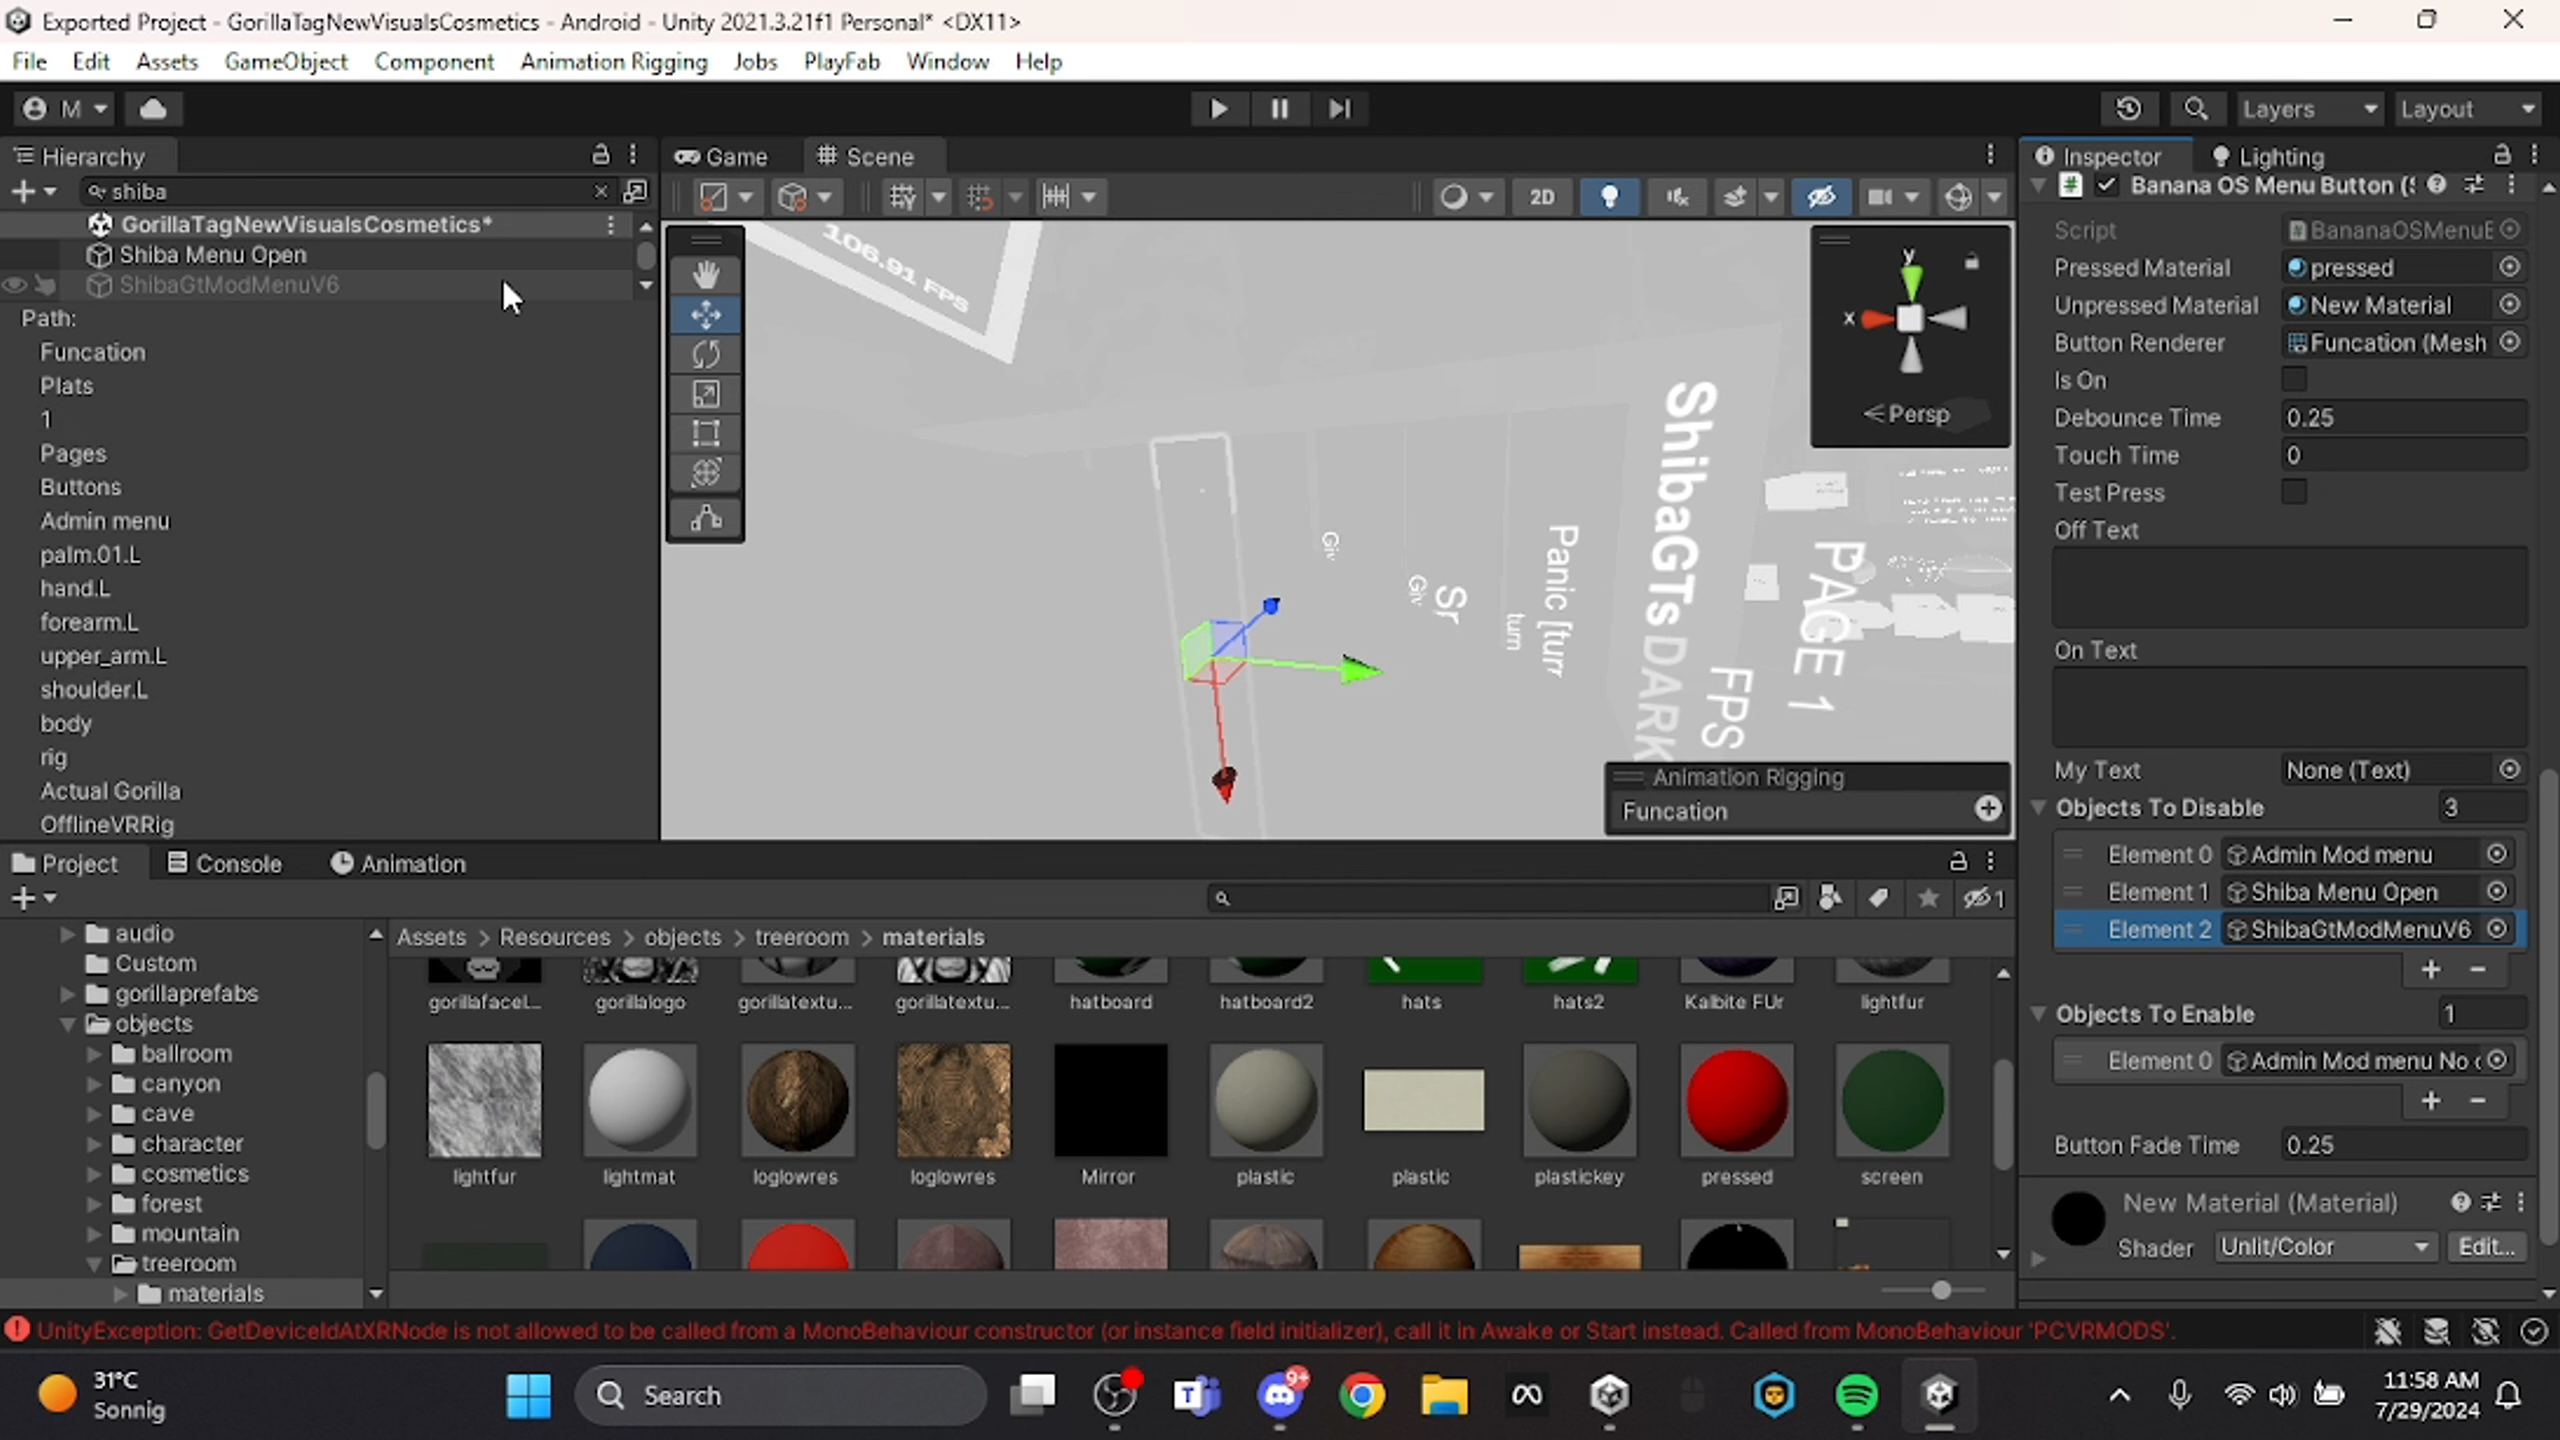 Exported Project - GorillaTagNewVisualsCosmetics - Android - Unity 2021.3.21f1 Personal* <DX11>
File Edit Assets GameObject Component Animation Rigging Jobs PlayFab Window Help
M
Layers Layout
Hierarchy
shiba
GorillaTagNewVisualsCosmetics*
Shiba Menu Open
ShibaGtModMenuV6
Path:
Funcation
Plats
1
Pages
Buttons
Admin menu
palm.01.L
hand.L
forearm.L
upper_arm.L
shoulder.L
body
rig
Actual Gorilla
OfflineVRRig
Game Scene
2D
106.91 FPS
y
x
Persp
Giv
Giv
Sr
turn
Panic [turr
ShibaGTs DARK
FPS
PAGE 1
Animation Rigging
Funcation
Inspector Lighting
Banana OS Menu Button (S
Script BananaOSMenuE
Pressed Material pressed
Unpressed Material New Material
Button Renderer Funcation (Mesh
Is On
Debounce Time 0.25
Touch Time 0
Test Press
Off Text
On Text
My Text None (Text)
Objects To Disable 3
Element 0 Admin Mod menu
Element 1 Shiba Menu Open
Element 2 ShibaGtModMenuV6
Objects To Enable 1
Element 0 Admin Mod menu No c
Button Fade Time 0.25
New Material (Material)
Shader Unlit/Color Edit...
Project Console Animation
1
audio
Custom
gorillaprefabs
objects
ballroom
canyon
cave
character
cosmetics
forest
mountain
treeroom
materials
Assets > Resources > objects > treeroom > materials
gorillafacel... gorillalogo gorillatextu... gorillatextu... hatboard hatboard2 hats hats2 Kalbite FUr lightfur
lightfur lightmat loglowres loglowres Mirror plastic plastic plastickey pressed screen
UnityException: GetDeviceIdAtXRNode is not allowed to be called from a MonoBehaviour constructor (or instance field initializer), call it in Awake or Start instead. Called from MonoBehaviour 'PCVRMODS'.
31°C
Sonnig
Search
9+
11:58 AM
7/29/2024